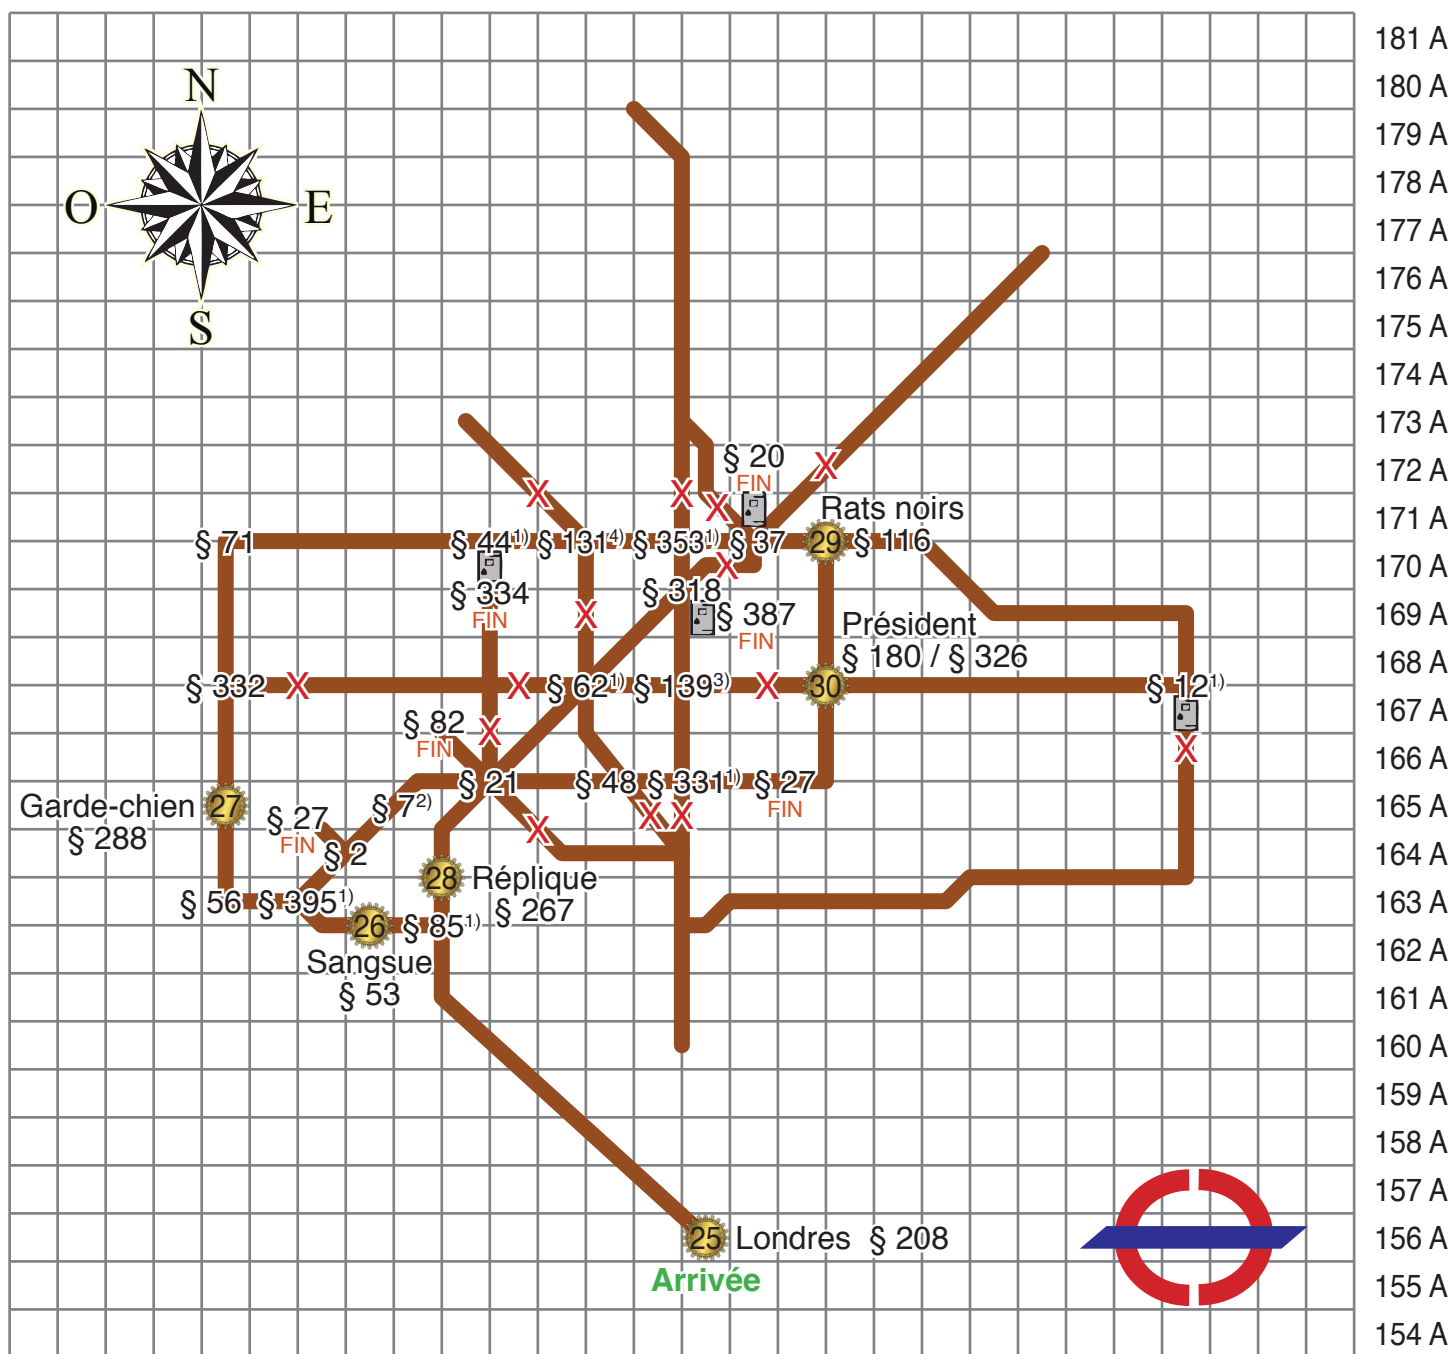 181 A
180 A
N
179 A
178 A
O E
177 A
176 A
S
175 A
174 A
173 A
§ 20
172 A
FIN
X X X X
Rats noirs
171 A
§ 71 § 44¹⁾ § 131⁴⁾ § 353¹⁾ § 37 29 § 116
X
170 A
§ 334 § 318
FIN X § 387
169 A
FIN
Président
§ 180 / § 326
168 A
§ 332 X X § 62¹⁾ § 139³⁾ X 30 § 12¹⁾
167 A
§ 82 X
FIN X
166 A
§ 21 § 48 § 331¹⁾ § 27
Garde-chien 27 § 7²⁾ FIN
165 A
§ 27 X X X
§ 288
FIN § 2
164 A
28 Réplique
§ 56 § 395¹⁾ § 267
163 A
26 § 85¹⁾
Sangsue
162 A
§ 53
161 A
160 A
159 A
158 A
157 A
25 Londres § 208
156 A
Arrivée
155 A
154 A